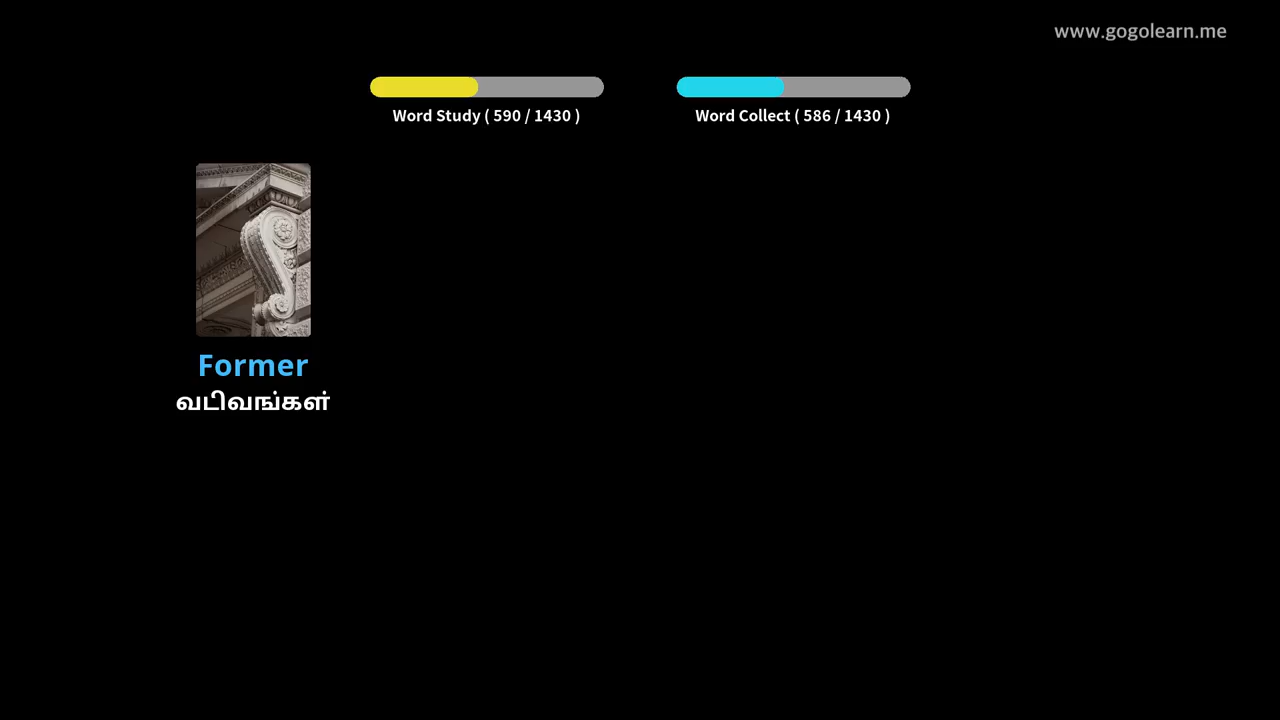 www.gogolearn.me
Word Study ( 590 / 1430 )
Word Collect ( 586 / 1430 )
Former
வடிவங்கள்